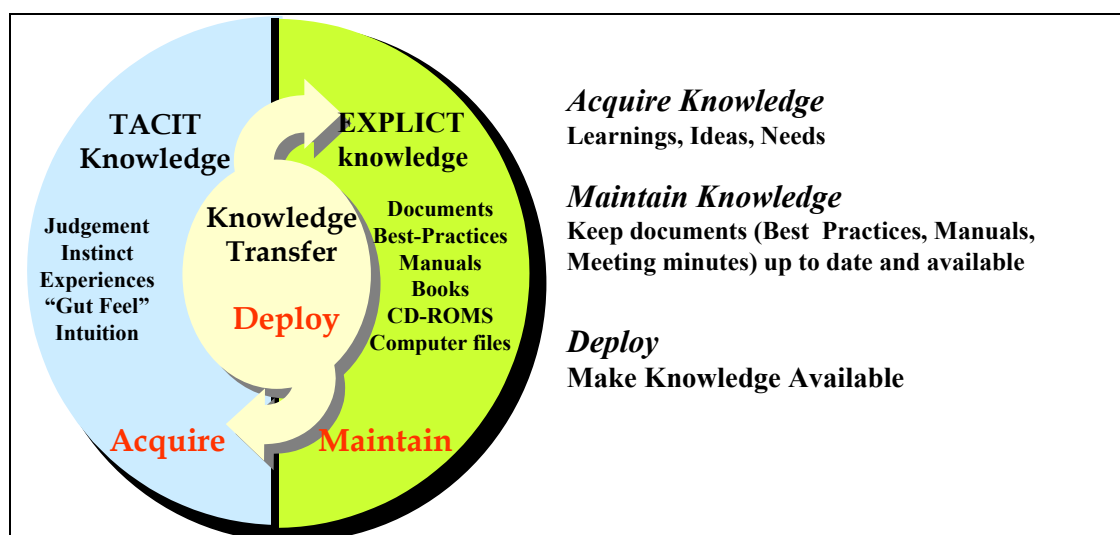 TACIT
Knowledge
Judgement
Instinct
Experiences
“Gut Feel”
Intuition
Acquire
Knowledge
Transfer
Deploy
EXPLICT
knowledge
Documents
Best-Practices
Manuals
Books
CD-ROMS
Computer files
Maintain
Acquire Knowledge
Learnings, Ideas, Needs
Maintain Knowledge
Keep documents (Best Practices, Manuals,
Meeting minutes) up to date and available
Deploy
Make Knowledge Available